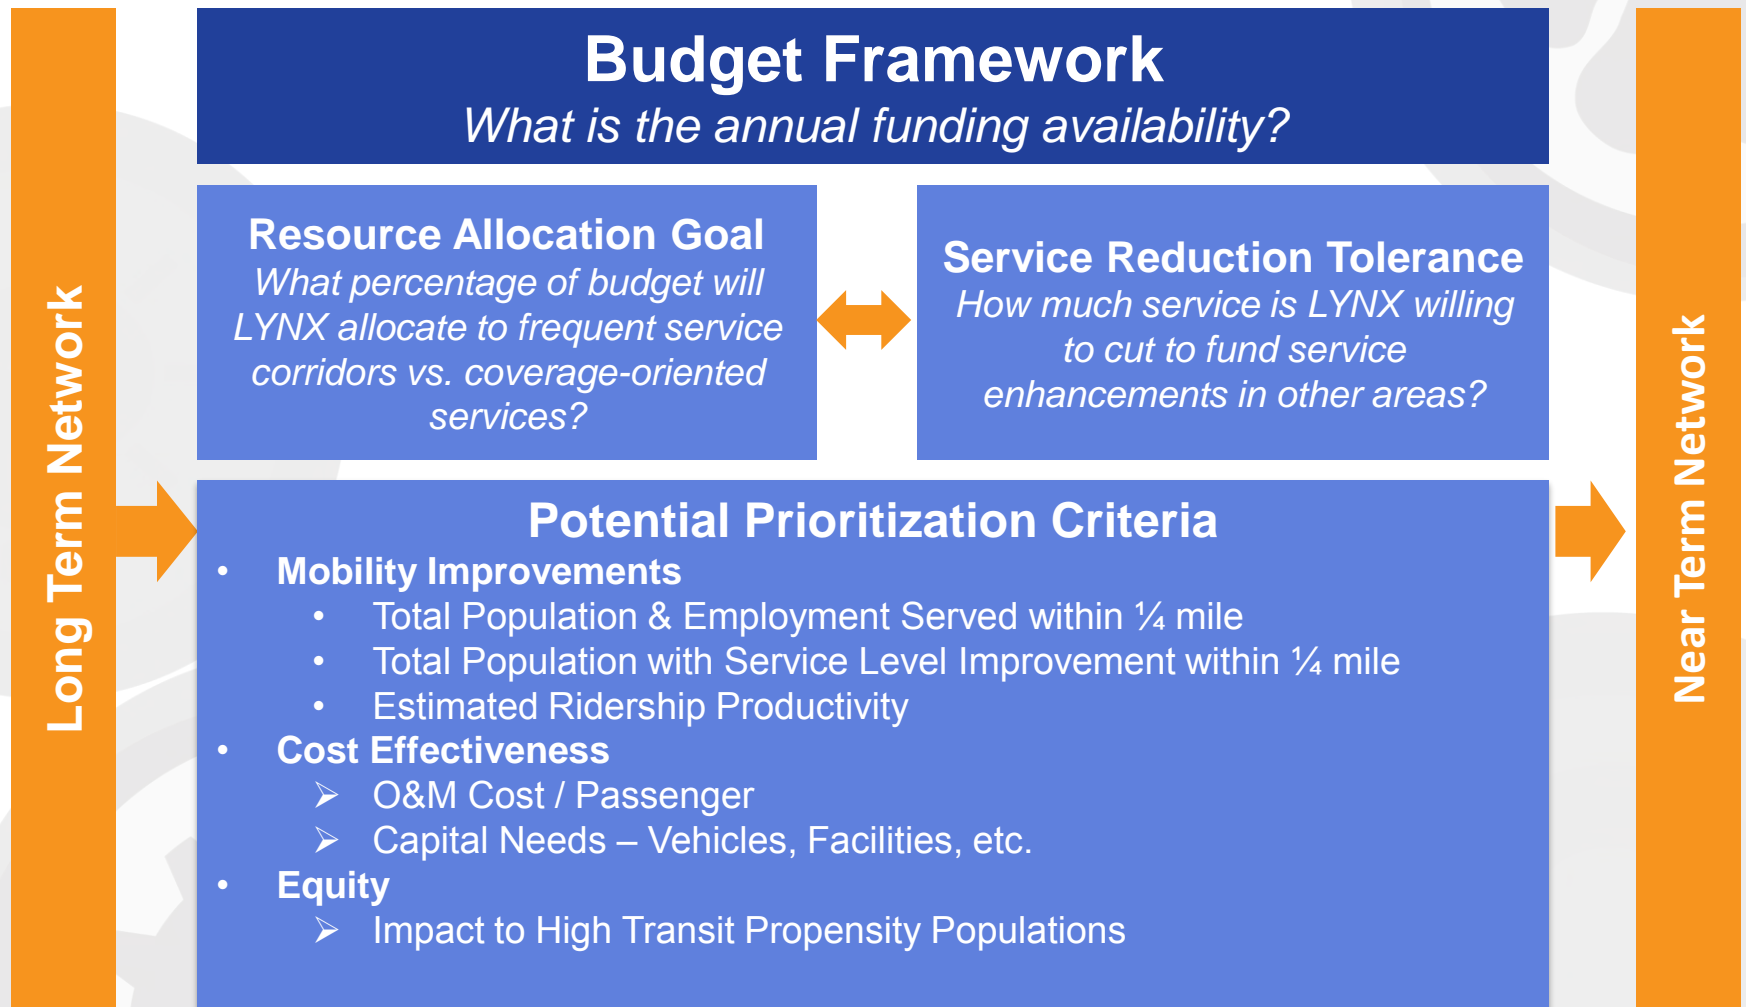 Budget Framework
What is the annual funding availability?
Long Term Network
Resource Allocation Goal
What percentage of budget will
LYNX allocate to frequent service
corridors vs. coverage-oriented
services?
Service Reduction Tolerance
How much service is LYNX willing
to cut to fund service
enhancements in other areas?
Potential Prioritization Criteria
• Mobility Improvements
• Total Population & Employment Served within ¼ mile
• Total Population with Service Level Improvement within ¼ mile
• Estimated Ridership Productivity
• Cost Effectiveness
➢ O&M Cost / Passenger
➢ Capital Needs – Vehicles, Facilities, etc.
• Equity
➢ Impact to High Transit Propensity Populations
Near Term Network